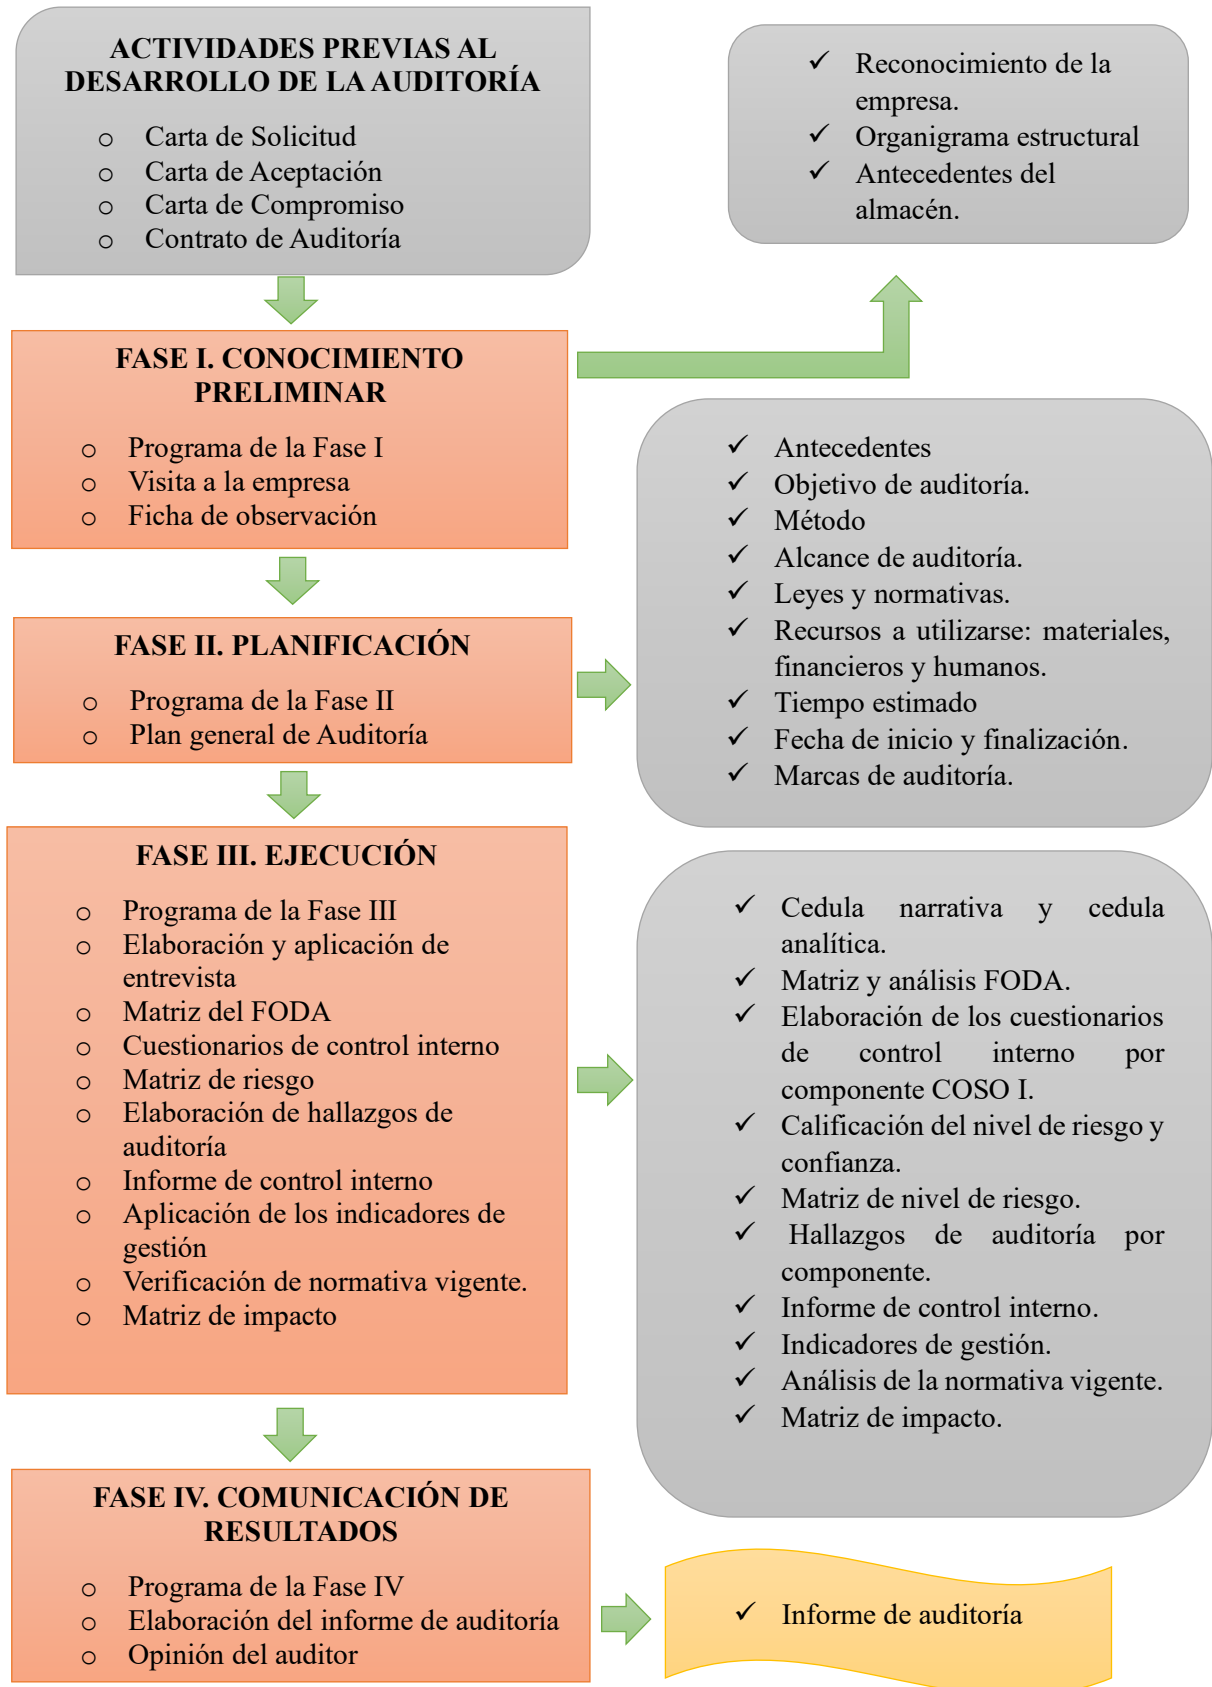 ACTIVIDADES PREVIAS AL
DESARROLLO DE LA AUDITORÍA
o Carta de Solicitud
o Carta de Aceptación
o Carta de Compromiso
o Contrato de Auditoría
✓ Reconocimiento de la
empresa.
✓ Organigrama estructural
✓ Antecedentes del
almacén.
FASE I. CONOCIMIENTO
PRELIMINAR
o Programa de la Fase I
o Visita a la empresa
o Ficha de observación
FASE II. PLANIFICACIÓN
o Programa de la Fase II
o Plan general de Auditoría
✓ Antecedentes
✓ Objetivo de auditoría.
✓ Método
✓ Alcance de auditoría.
✓ Leyes y normativas.
✓ Recursos a utilizarse: materiales,
financieros y humanos.
✓ Tiempo estimado
✓ Fecha de inicio y finalización.
✓ Marcas de auditoría.
FASE III. EJECUCIÓN
o Programa de la Fase III
o Elaboración y aplicación de
entrevista
o Matriz del FODA
o Cuestionarios de control interno
o Matriz de riesgo
o Elaboración de hallazgos de
auditoría
o Informe de control interno
o Aplicación de los indicadores de
gestión
o Verificación de normativa vigente.
o Matriz de impacto
✓ Cedula narrativa y cedula
analítica.
✓ Matriz y análisis FODA.
✓ Elaboración de los cuestionarios
de control interno por
componente COSO I.
✓ Calificación del nivel de riesgo y
confianza.
✓ Matriz de nivel de riesgo.
✓ Hallazgos de auditoría por
componente.
✓ Informe de control interno.
✓ Indicadores de gestión.
✓ Análisis de la normativa vigente.
✓ Matriz de impacto.
FASE IV. COMUNICACIÓN DE
RESULTADOS
o Programa de la Fase IV
o Elaboración del informe de auditoría
o Opinión del auditor
✓ Informe de auditoría